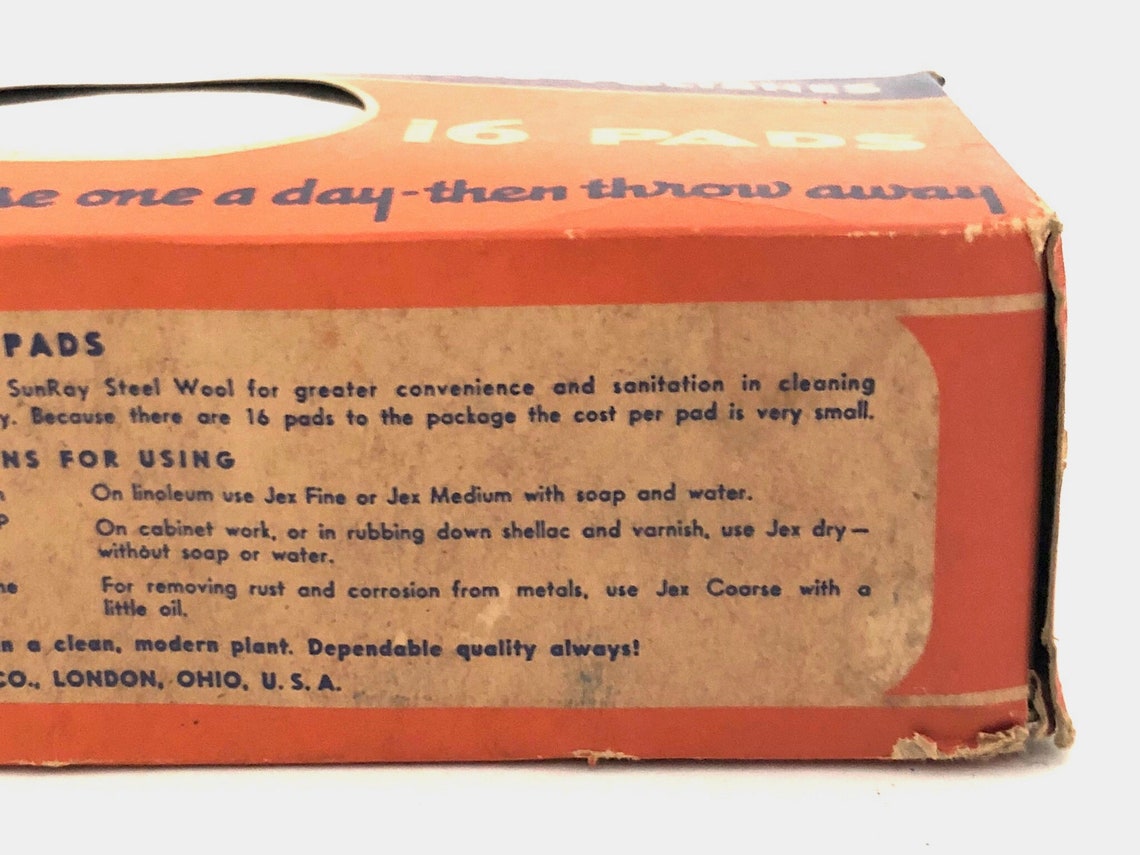 16 PADS
se one a day-then throw away
PADS
SunRay Steel Wool for greater convenience and sanitation in cleaning
y. Because there are 16 pads to the package the cost per pad is very small.
NS FOR USING
On linoleum use Jex Fine or Jex Medium with soap and water.
On cabinet work, or in rubbing down shellac and varnish, use Jex dry—
without soap or water.
For removing rust and corrosion from metals, use Jex Coarse with a
little oil.
n a clean, modern plant. Dependable quality always!
CO., LONDON, OHIO, U. S. A.